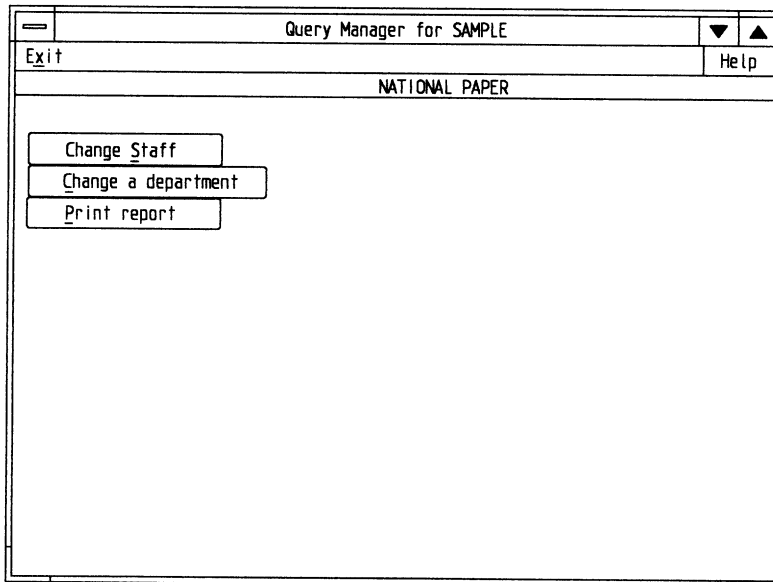 Query Manager for SAMPLE
Exit
Help
NATIONAL PAPER
Change Staff
Change a department
Print report